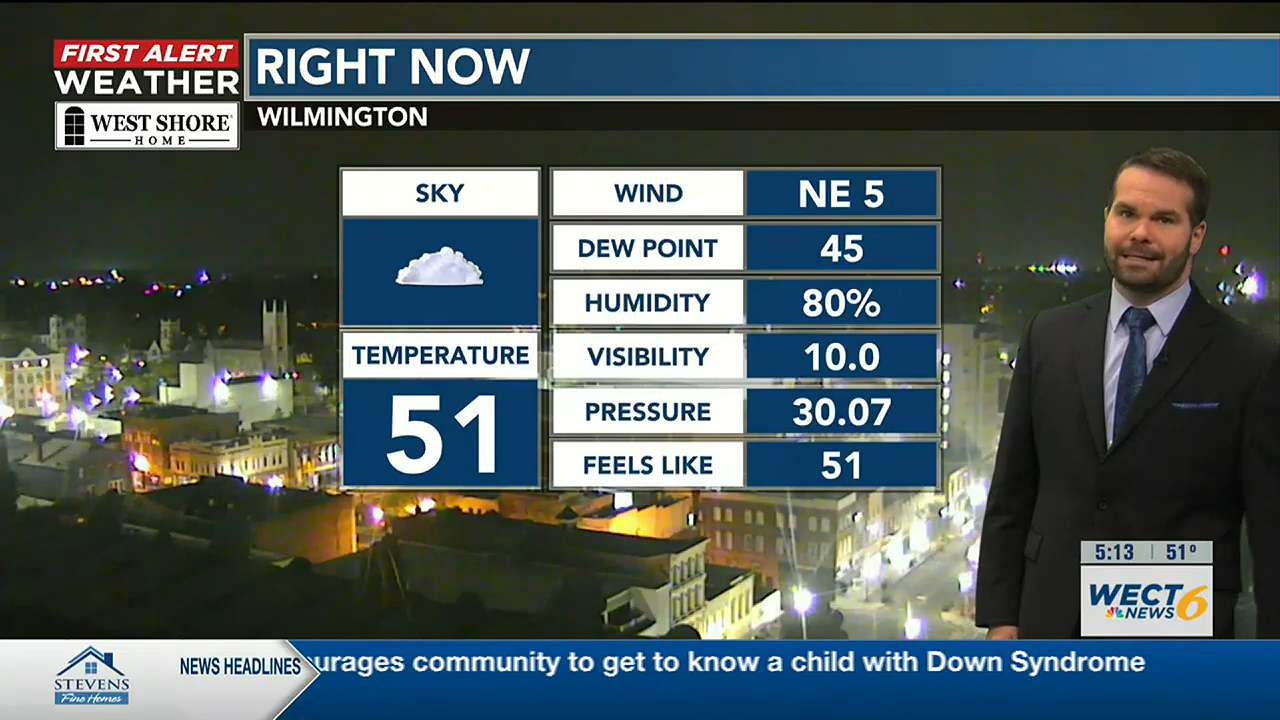 FIRST ALERT
WEATHER
WEST SHORE
HOME
RIGHT NOW
WILMINGTON
SKY
TEMPERATURE
51
WIND NE 5
DEW POINT 45
HUMIDITY 80%
VISIBILITY 10.0
PRESSURE 30.07
FEELS LIKE 51
5:13 51°
WECT 6
NEWS
STEVENS
Fine Homes
NEWS HEADLINES
urages community to get to know a child with Down Syndrome